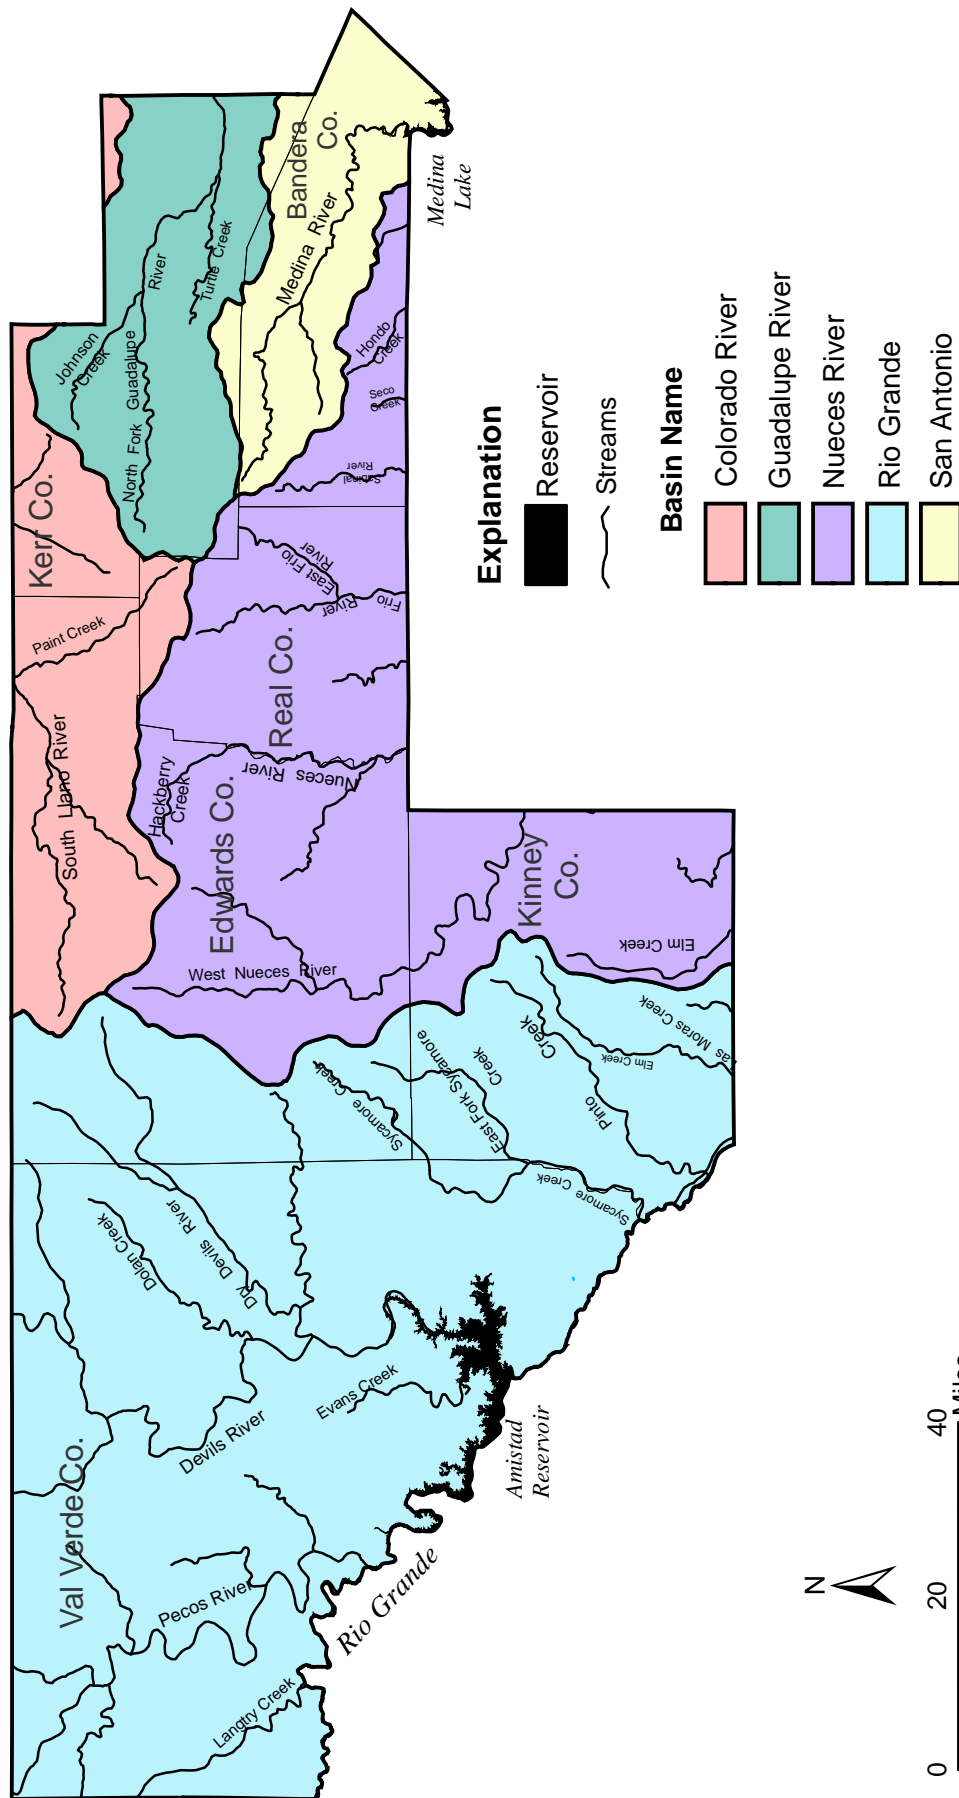 Kerr Co.
Paint Creek
South Llano River
Johnson
Creek
North Fork Guadalupe River
Turtle Creek
Bandera
Co.
Medina River
Medina
Lake
Hondo
Creek
Seco
Creek
Sabinal
River
East Frio
River
Frio River
Real Co.
Nueces River
Hackberry
Creek
Edwards Co.
West Nueces River
Kinney
Co.
Elm Creek
Las Moras Creek
Elm Creek
Pinto Creek
East Fork Sycamore
Creek
Sycamore Creek
Sycamore Creek
Val Verde Co.
Dolan Creek
Dry Devils River
Devils River
Evans Creek
Pecos River
Langtry Creek
Rio Grande
Amistad
Reservoir
Explanation
Reservoir
Streams
Basin Name
Colorado River
Guadalupe River
Nueces River
Rio Grande
San Antonio
N
0 20 40
Miles